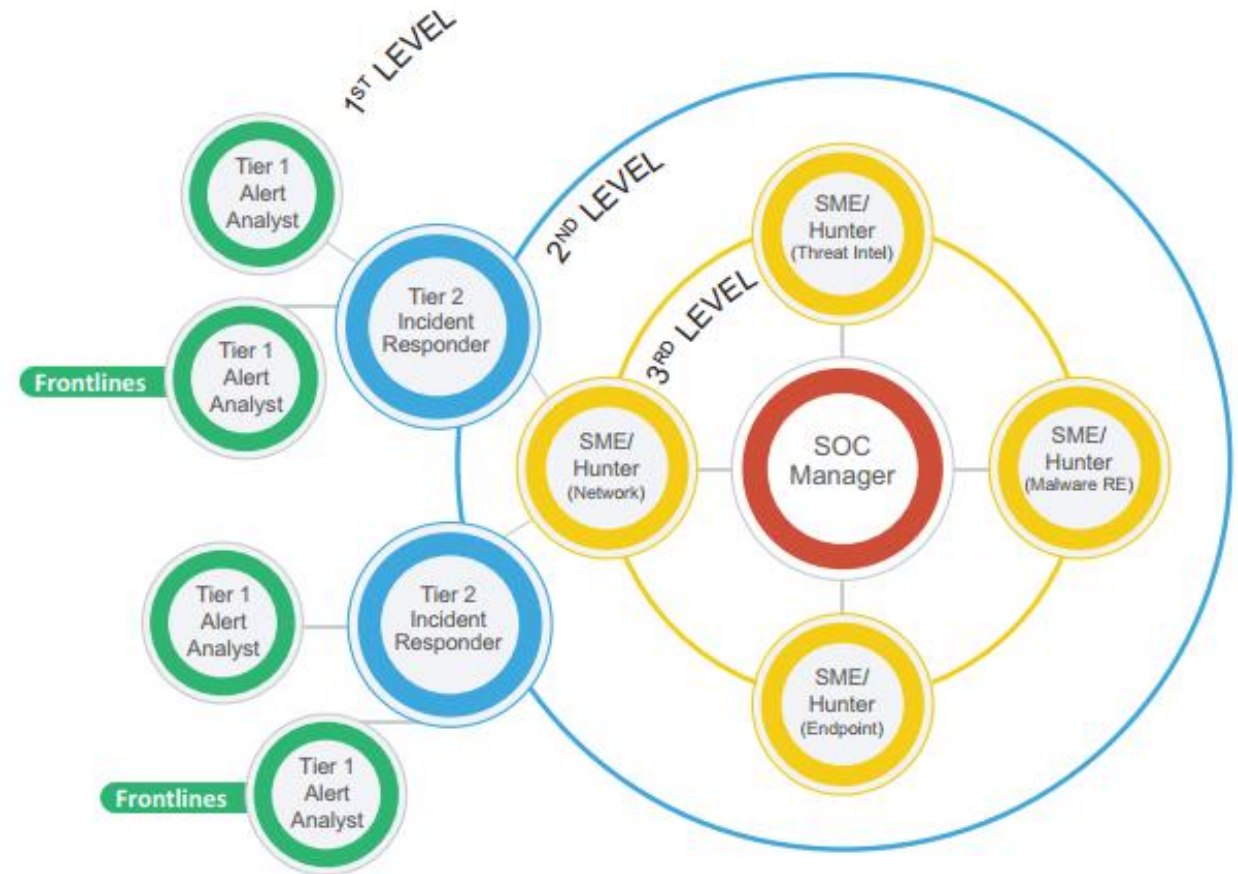 1ST LEVEL
Tier 1
Alert
Analyst
2ND LEVEL
SME/
Hunter
(Threat Intel)
Tier 2
Incident
Responder
3RD LEVEL
Tier 1
Alert
Analyst
Frontlines
SME/
Hunter
(Network)
SOC
Manager
SME/
Hunter
(Malware RE)
Tier 1
Alert
Analyst
Tier 2
Incident
Responder
SME/
Hunter
(Endpoint)
Tier 1
Alert
Analyst
Frontlines